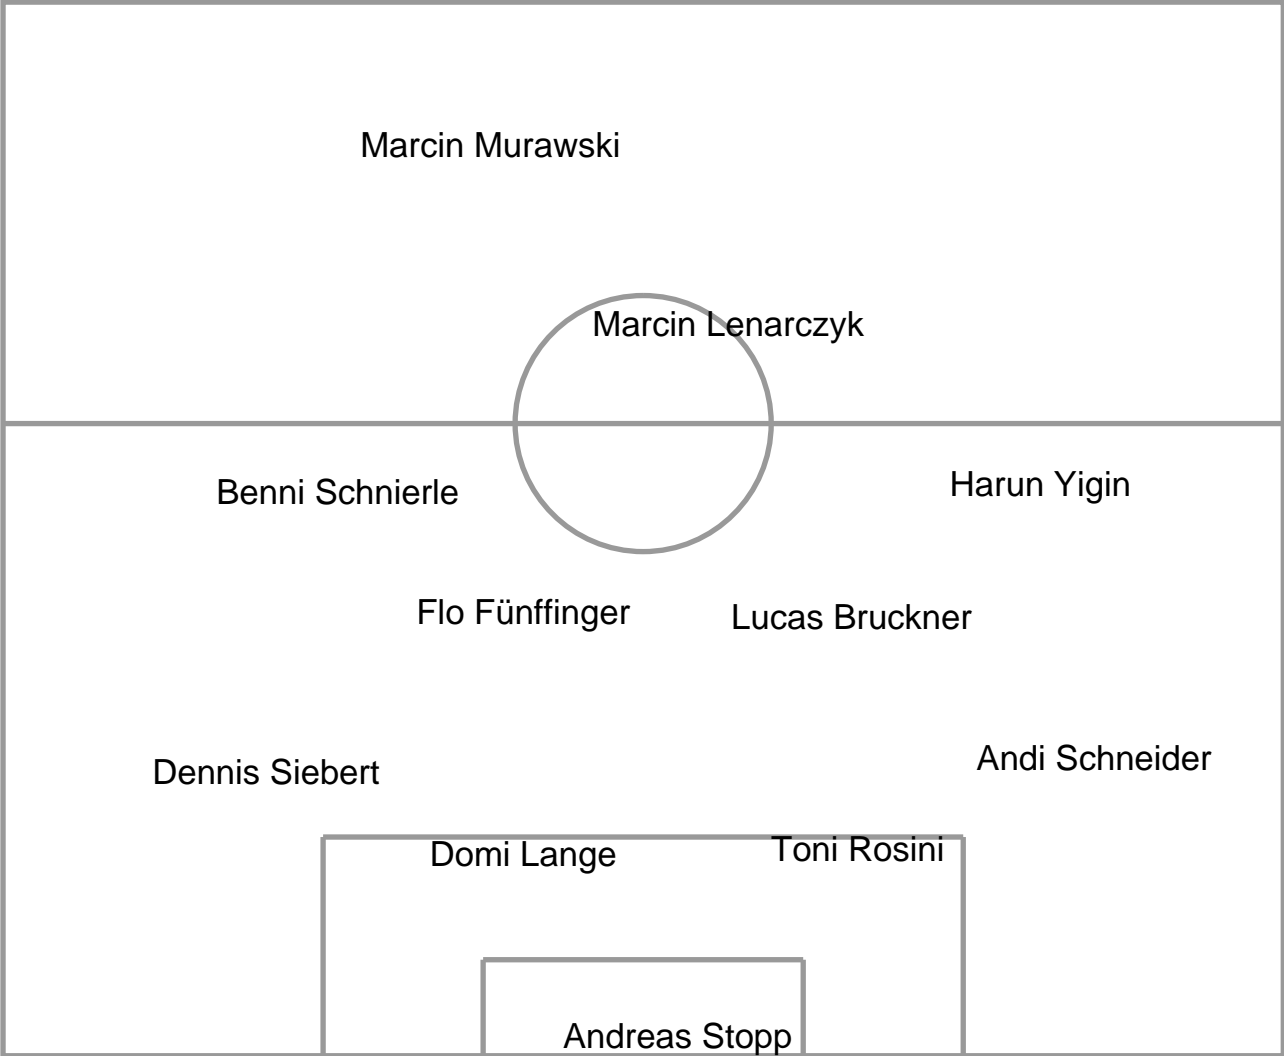 Marcin Murawski
Marcin Lenarczyk
Harun Yigin
Benni Schnierle
Flo Fünffinger
Lucas Bruckner
Andi Schneider
Dennis Siebert
Toni Rosini
Domi Lange
Andreas Stopp